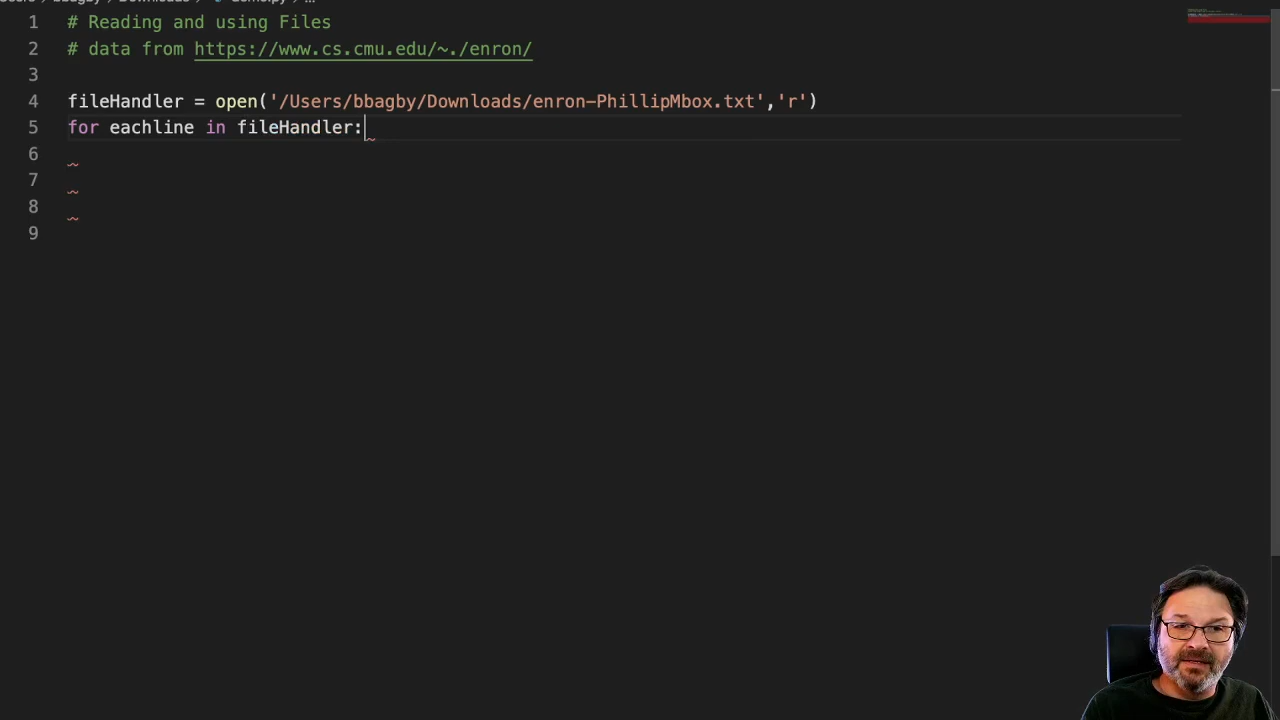 1 # Reading and using Files
2 # data from https://www.cs.cmu.edu/~./enron/
3
4 fileHandler = open('/Users/bbagby/Downloads/enron-PhillipMbox.txt','r')
5 for eachline in fileHandler:
6
7
8
9